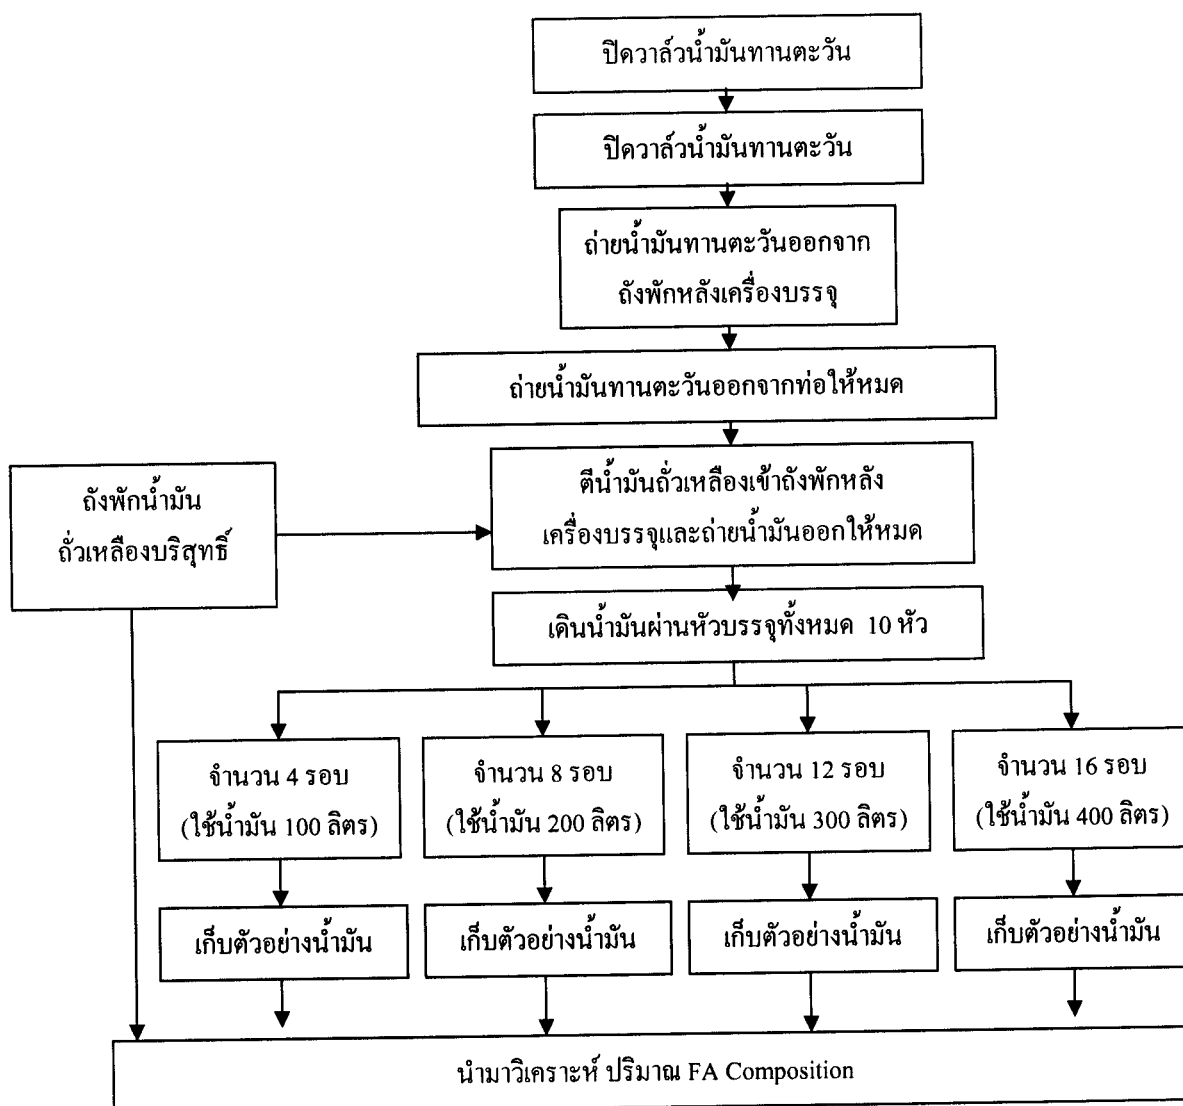 ปิดวาล์วน้ำมันทานตะวัน
ปิดวาล์วน้ำมันทานตะวัน
ถ่ายน้ำมันทานตะวันออกจาก
ถังพักหลังเครื่องบรรจุ
ถ่ายน้ำมันทานตะวันออกจากท่อให้หมด
ถังพักน้ำมัน
ถั่วเหลืองบริสุทธิ์
ตีน้ำมันถั่วเหลืองเข้าถังพักหลัง
เครื่องบรรจุและถ่ายน้ำมันออกให้หมด
เดินน้ำมันผ่านหัวบรรจุทั้งหมด 10 หัว
จำนวน 4 รอบ
(ใช้น้ำมัน 100 ลิตร)
จำนวน 8 รอบ
(ใช้น้ำมัน 200 ลิตร)
จำนวน 12 รอบ
(ใช้น้ำมัน 300 ลิตร)
จำนวน 16 รอบ
(ใช้น้ำมัน 400 ลิตร)
เก็บตัวอย่างน้ำมัน
เก็บตัวอย่างน้ำมัน
เก็บตัวอย่างน้ำมัน
เก็บตัวอย่างน้ำมัน
นำมาวิเคราะห์ ปริมาณ FA Composition